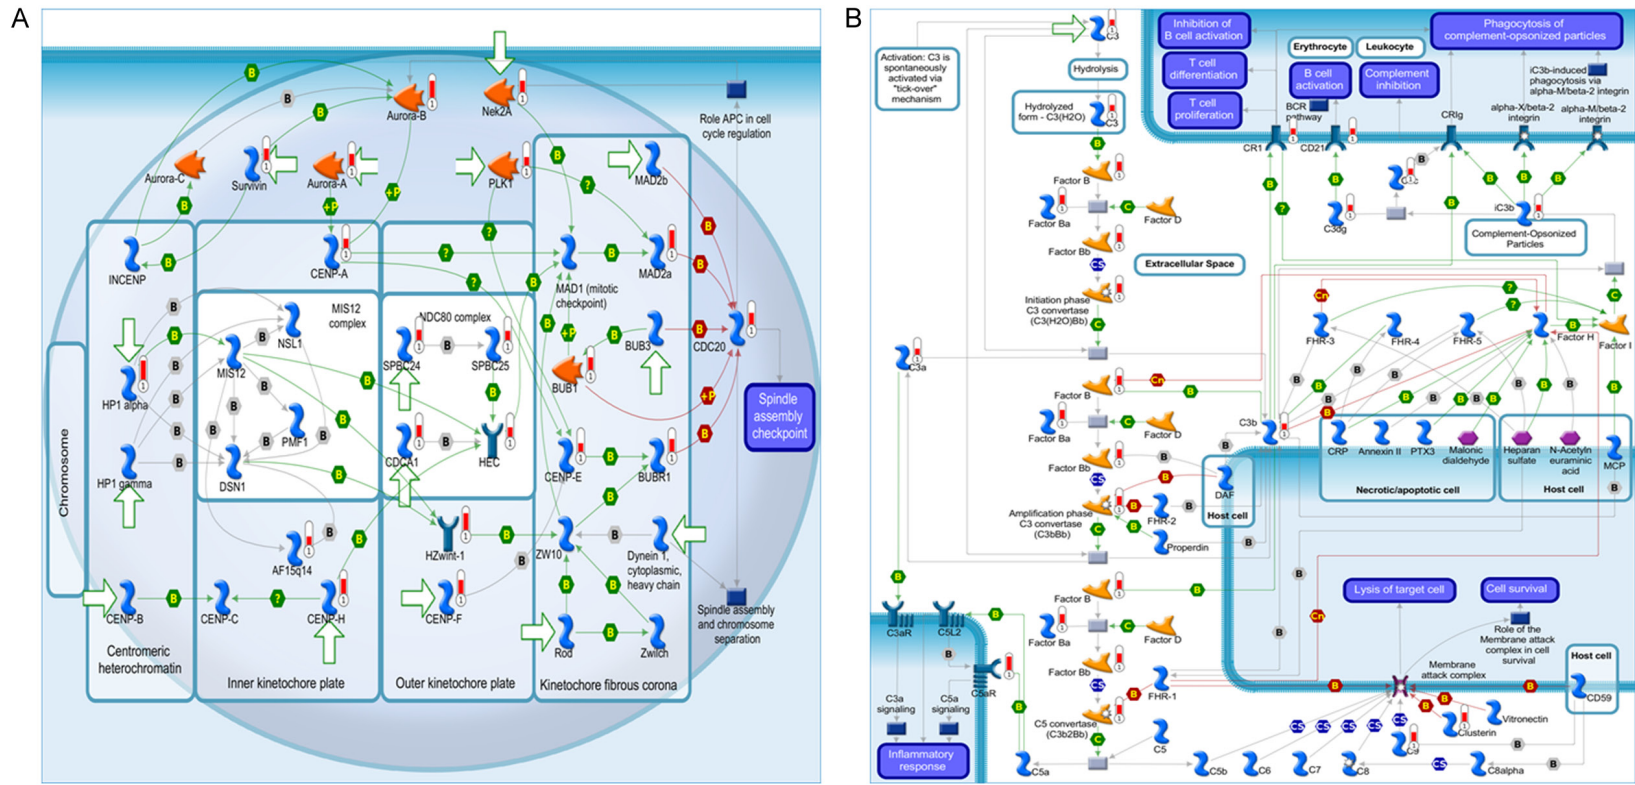 A
Aurora-B
Nek2A
Role APC in cell
cycle regulation
Aurora-C
Survivin
Aurora-A
PLK1
MAD2b
INCENP
CENP-A
MAD1 (mitotic
checkpoint)
MAD2a
MIS12
complex
NSL1
NDC80 complex
SPBC24
SPBC25
BUB3
CDC20
MIS12
HP1 alpha
BUB1
PMF1
Spindle
assembly
checkpoint
Chromosome
HP1 gamma
DSN1
CDCA1
HEC
CENP-E
BUBR1
AF15q14
HZwint-1
ZW10
Dynein 1,
cytoplasmic,
heavy chain
CENP-B
CENP-C
CENP-H
CENP-F
Spindle assembly
and chromosome
separation
Rod
Zwilch
Centromeric
heterochromatin
Inner kinetochore plate
Outer kinetochore plate
Kinetochore fibrous corona
B
Activation: C3 is
spontaneously
activated via
"tick-over"
mechanism
C3
Hydrolysis
Hydrolyzed
form - C3(H2O)
C3
Inhibition of
B cell activation
T cell
differentiation
T cell
proliferation
Erythrocyte
Leukocyte
B cell
activation
Complement
inhibition
BCR
pathway
Phagocytosis of
complement-opsonized particles
iC3b-induced
phagocytosis via
alpha-M/beta-2 integrin
CR1
CD21
CRIg
alpha-X/beta-2
integrin
alpha-M/beta-2
integrin
Factor B
Factor Ba
Factor D
Factor Bb
C3dg
iC3b
Complement-Opsonized
Particles
Extracellular Space
Initiation phase
C3 convertase
(C3(H2O)Bb)
C3a
FHR-3
FHR-4
FHR-5
Factor H
Factor I
Factor B
Factor Ba
Factor D
Factor Bb
C3b
CRP
Annexin II
PTX3
Malonic
dialdehyde
Heparan
sulfate
N-Acetyln
euraminic
acid
MCP
Necrotic/apoptotic cell
Host cell
DAF
Host cell
Amplification phase
C3 convertase
(C3bBb)
FHR-2
Properdin
Factor B
Factor Ba
Factor D
Factor Bb
FHR-1
C5 convertase
(C3b2Bb)
C5
C3aR
C5L2
C5aR
C3a
signaling
C5a
signaling
Inflammatory
response
C5a
Lysis of target cell
Cell survival
Role of the
Membrane attack
complex in cell
survival
Membrane
attack complex
Host cell
CD59
Vitronectin
Clusterin
C9
C5b
C6
C7
C8
C8alpha